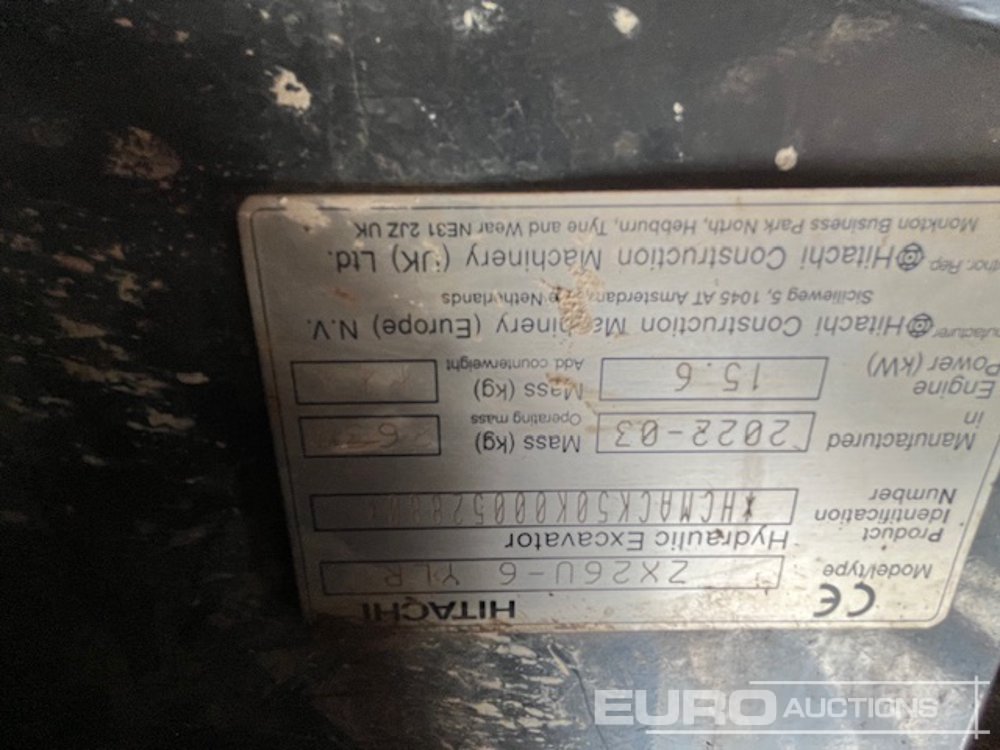 HITACHI
CE
Model/type ZX26U-6 YLR
Hydraulic Excavator
Product
Identification
Number
Manufactured
in 2022-03 Mass (kg)
Operating mass
Engine
Power (kW) 15.6 Mass (kg)
Add. counterweight
Hitachi Construction Machinery (Europe) N.V.
Sicilieweg 5, 1045 AT Amsterdam, Netherlands
Hitachi Construction Machinery (UK) Ltd.
Monkton Business Park North, Hebburn, Tyne and Wear NE31 2JZ UK
EURO AUCTIONS